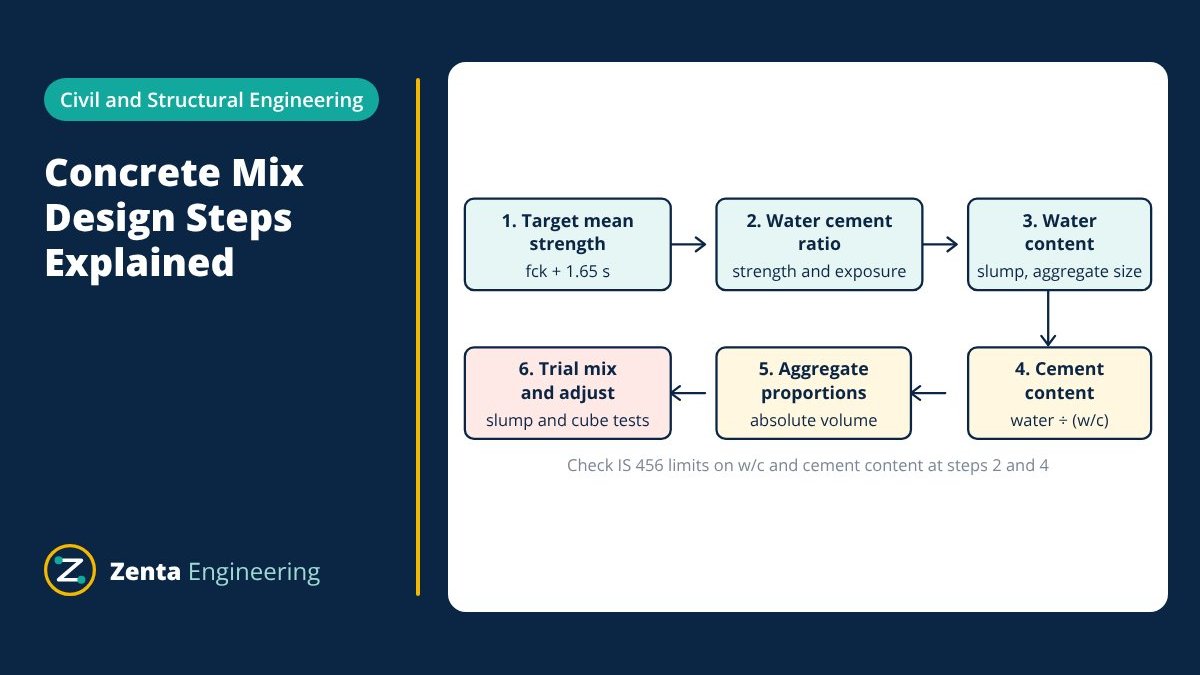 Civil and Structural Engineering
Concrete Mix
Design Steps
Explained
Zenta Engineering
1. Target mean
strength
fck + 1.65 s
2. Water cement
ratio
strength and exposure
3. Water
content
slump, aggregate size
4. Cement
content
water ÷ (w/c)
5. Aggregate
proportions
absolute volume
6. Trial mix
and adjust
slump and cube tests
Check IS 456 limits on w/c and cement content at steps 2 and 4